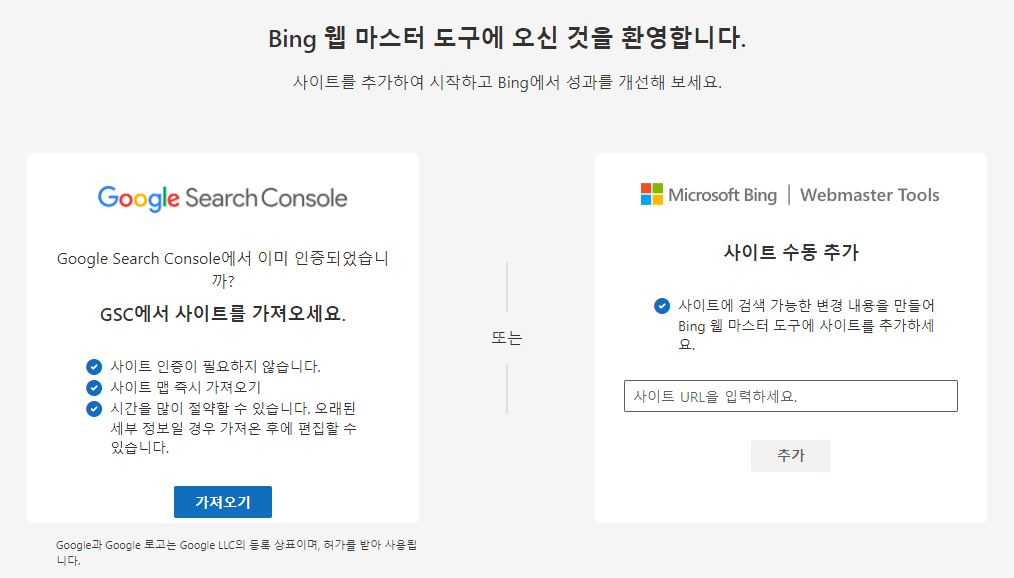 Bing 웹 마스터 도구에 오신 것을 환영합니다.
사이트를 추가하여 시작하고 Bing에서 성과를 개선해 보세요.
Google Search Console
Google Search Console에서 이미 인증되었습니
까?
GSC에서 사이트를 가져오세요.
사이트 인증이 필요하지 않습니다.
사이트 맵 즉시 가져오기
시간을 많이 절약할 수 있습니다. 오래된
세부 정보일 경우 가져온 후에 편집할 수
있습니다.
가져오기
Google과 Google 로고는 Google LLC의 등록 상표이며, 허가를 받아 사용됩
니다.
또는
Microsoft Bing | Webmaster Tools
사이트 수동 추가
사이트에 검색 가능한 변경 내용을 만들어
Bing 웹 마스터 도구에 사이트를 추가하세
요.
사이트 URL을 입력하세요.
추가